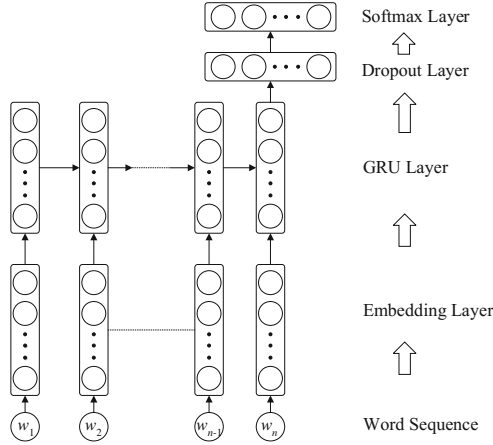 Softmax Layer
Dropout Layer
GRU Layer
Embedding Layer
w1 w2 wn-1 wn Word Sequence